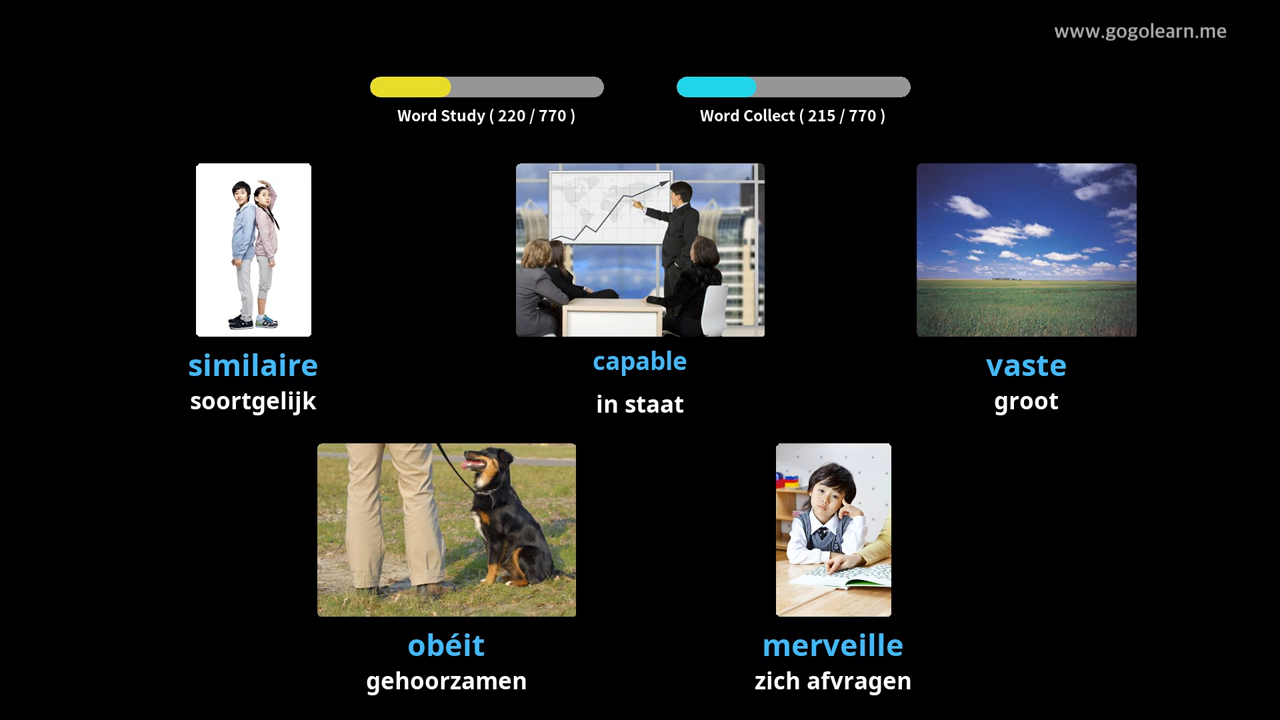 www.gogolearn.me
Word Study ( 220 / 770 )
Word Collect ( 215 / 770 )
similaire
soortgelijk
capable
in staat
vaste
groot
obéit
gehoorzamen
merveille
zich afvragen